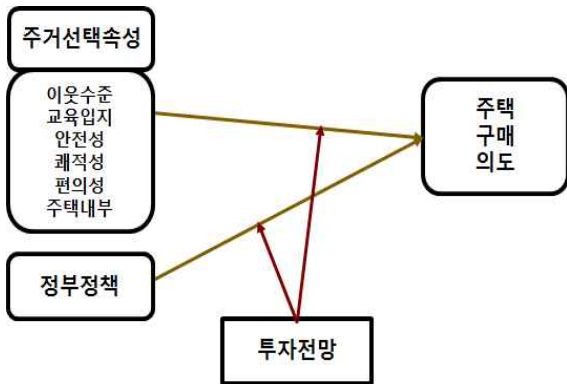 주거선택속성
이웃수준
교육입지
안전성
쾌적성
편의성
주택내부
주택
구매
의도
정부정책
투자전망